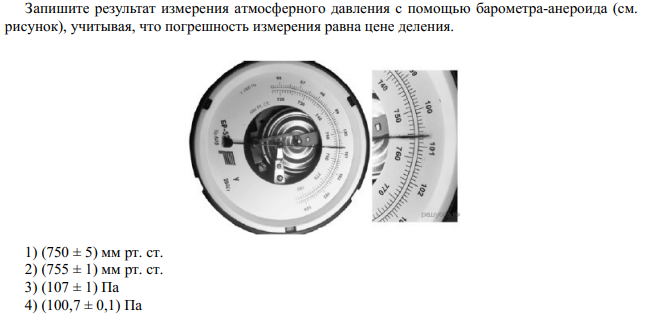 Запишите результат измерения атмосферного давления с помощью барометра-анероида (см.
рисунок), учитывая, что погрешность измерения равна цене деления.
740
750
760
770
99
100
101
102
1) (750 ± 5) мм рт. ст.
2) (755 ± 1) мм рт. ст.
3) (107 ± 1) Па
4) (100,7 ± 0,1) Па